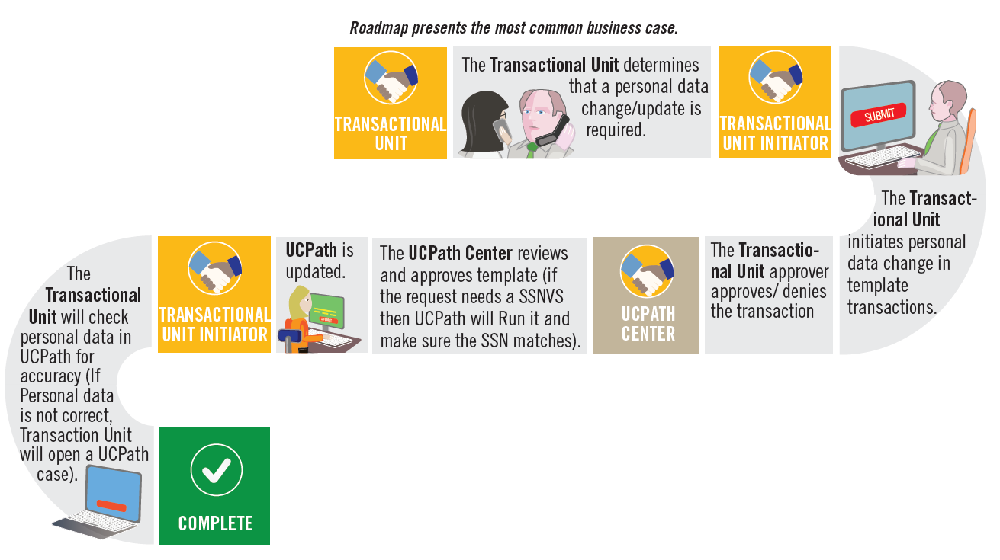 Roadmap presents the most common business case.
TRANSACTIONAL
UNIT
The Transactional Unit determines
that a personal data
change/update is
required.
TRANSACTIONAL
UNIT INITIATOR
SUBMIT
The Transact-
ional Unit
initiates personal
data change in
template
transactions.
The Transactio-
nal Unit approver
approves/ denies
the transaction
UCPATH
CENTER
The UCPath Center reviews
and approves template (if
the request needs a SSNVS
then UCPath will Run it and
make sure the SSN matches).
UCPath is
updated.
SUBMIT
TRANSACTIONAL
UNIT INITIATOR
The
Transactional
Unit will check
personal data in
UCPath for
accuracy (If
Personal data
is not correct,
Transaction Unit
will open a UCPath
case).
COMPLETE